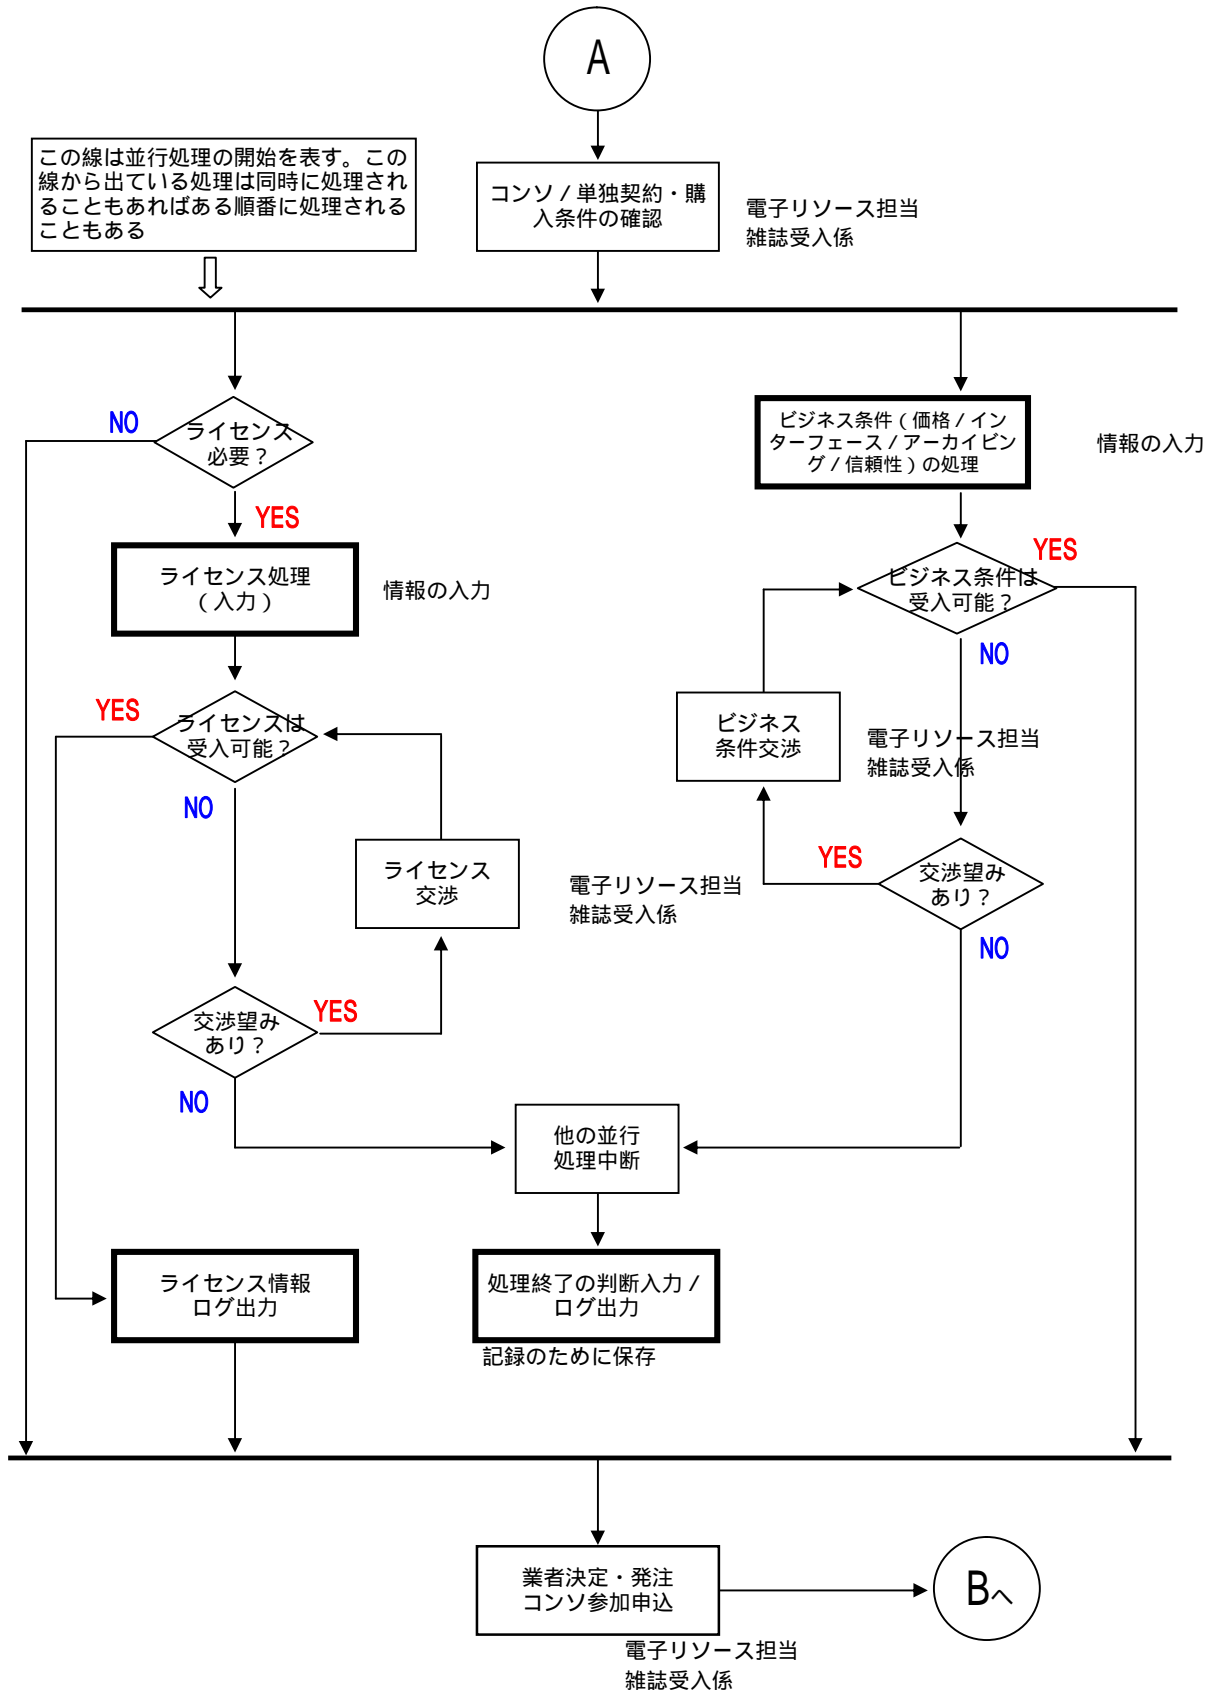 A
この線は並行処理の開始を表す。この
線から出ている処理は同時に処理され
ることもあればある順番に処理される
こともある
コンソ/単独契約・購
入条件の確認
電子リソース担当
雑誌受入係
NO
ライセンス
必要?
YES
ビジネス条件(価格/イン
ターフェース/アーカイビン
グ/信頼性)の処理
情報の入力
ライセンス処理
(入力)
情報の入力
ビジネス条件は
受入可能?
YES
NO
YES
ライセンスは
受入可能?
NO
ビジネス
条件交渉
電子リソース担当
雑誌受入係
ライセンス
交渉
電子リソース担当
雑誌受入係
YES
交渉望み
あり?
NO
交渉望み
あり?
YES
NO
他の並行
処理中断
ライセンス情報
ログ出力
処理終了の判断入力/
ログ出力
記録のために保存
業者決定・発注
コンソ参加申込
電子リソース担当
雑誌受入係
Bへ